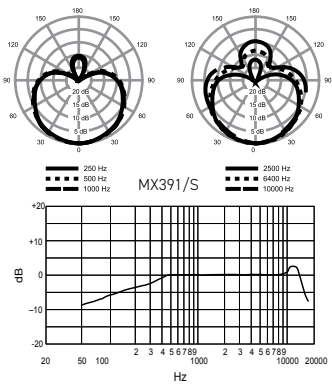 180 180
150 150 150 150
120 120 120 120
90 90 90 90
60 60 60 60
30 30 30 30
0 0
20 dB 20 dB
15 dB 15 dB
10 dB 10 dB
5 dB 5 dB
250 Hz 2500 Hz
500 Hz 6400 Hz
1000 Hz 10000 Hz
MX391/S
+20
+10
0
–10
-20
dB
2 3 4 5 6 7 8 9 2 3 4 5 6 7 8 9
20 50 100 1000 10000 20000
Hz